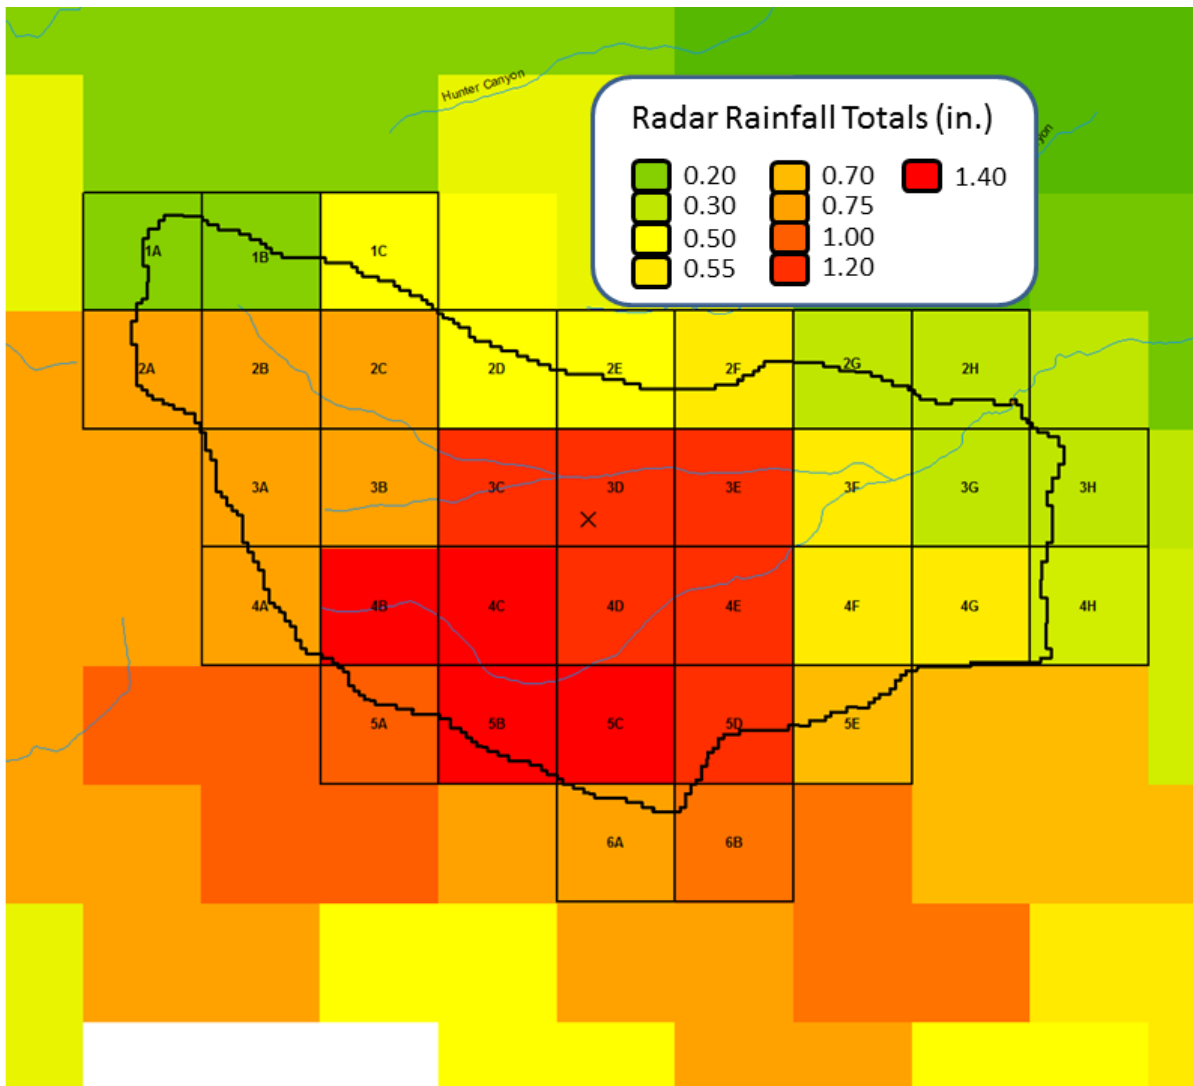 Hunter Canyon
Radar Rainfall Totals (in.)
yon
0.20 0.70 1.40
0.30 0.75
0.50 1.00
0.55 1.20
1A 1B 1C
2A 2B 2C 2D 2E 2F 2G 2H
3A 3B 3C 3D 3E 3F 3G 3H
4A 4B 4C 4D 4E 4F 4G 4H
5A 5B 5C 5D 5E
6A 6B